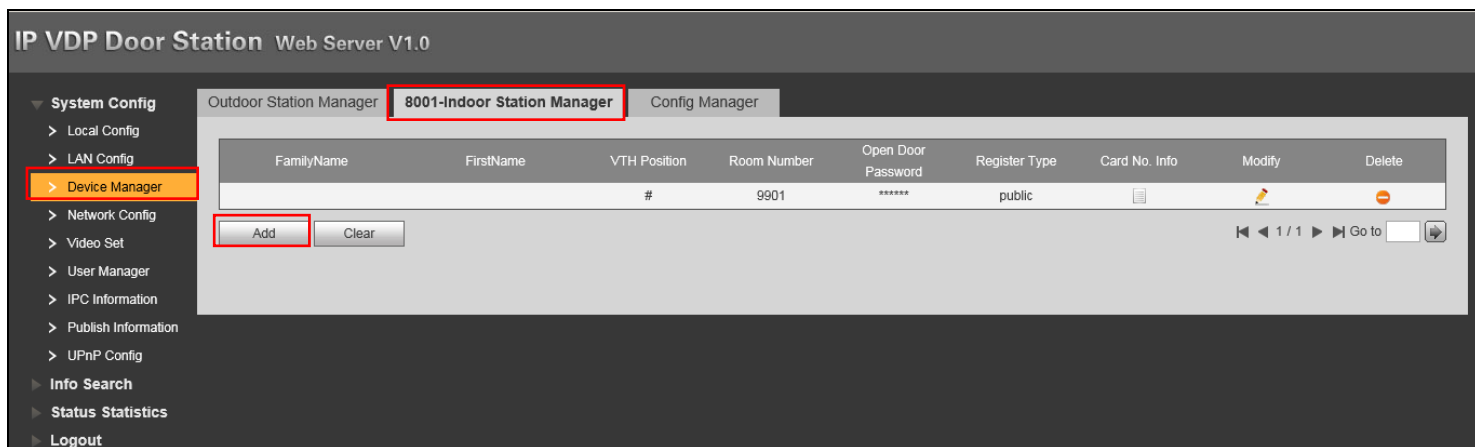 IP VDP Door Station Web Server V1.0
System Config
Local Config
LAN Config
Device Manager
Network Config
Video Set
User Manager
IPC Information
Publish Information
UPnP Config
Info Search
Status Statistics
Logout
Outdoor Station Manager 8001-Indoor Station Manager Config Manager
FamilyName FirstName VTH Position Room Number Open Door Password Register Type Card No. Info Modify Delete
# 9901 ****** public
Add Clear 1 / 1 Go to